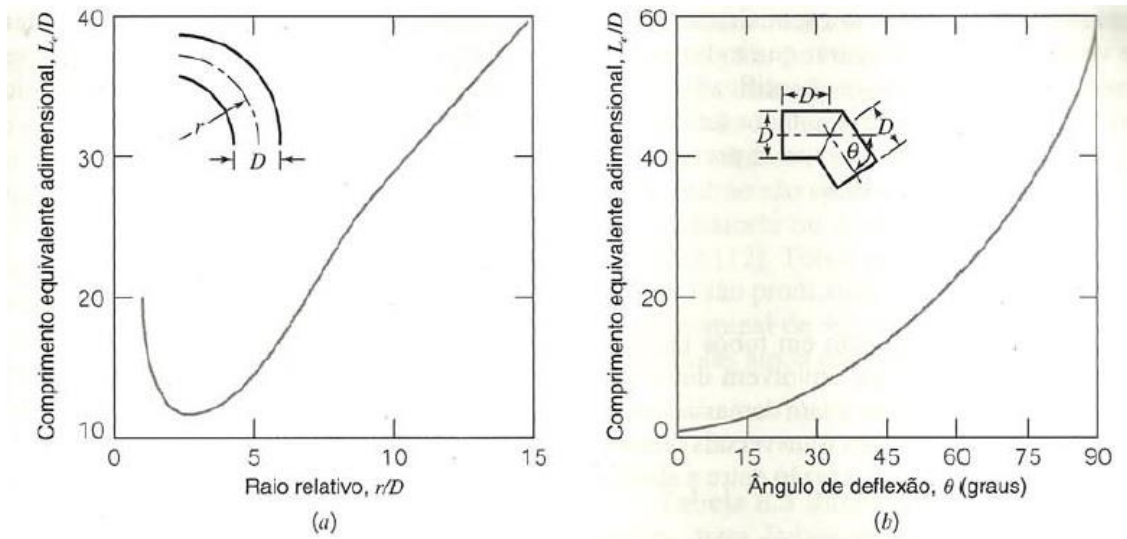 Comprimento equivalente adimensional, Lₑ/D
40
30
20
10
0
5
10
15
r
D
Raio relativo, r/D
(a)
Comprimento equivalente adimensional, Lₑ/D
60
40
20
0
0
15
30
45
60
75
90
D
D
D
θ
Ângulo de deflexão, θ (graus)
(b)